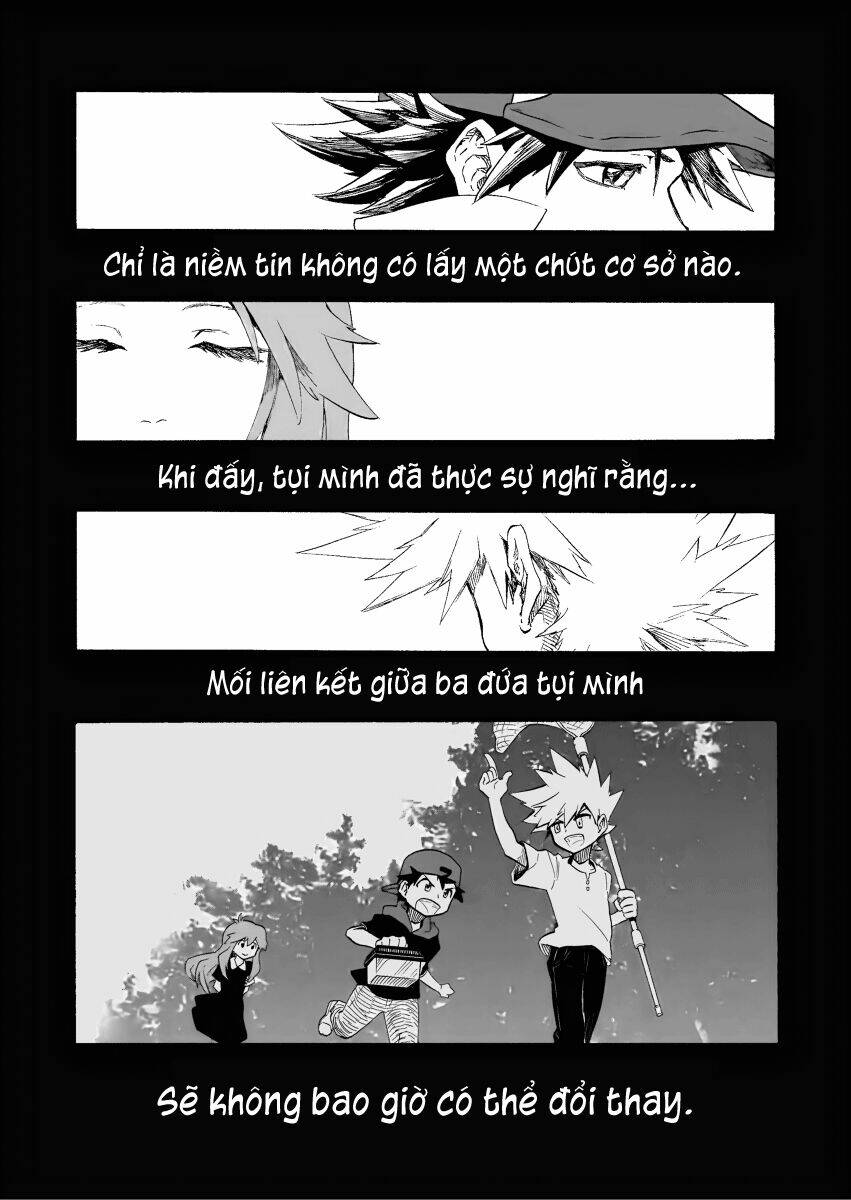 Chỉ là niềm tin không có lấy một chút cơ sở nào.
Khi đấy, tụi mình đã thực sự nghĩ rằng...
Mối liên kết giữa ba đứa tụi mình
Sẽ không bao giờ có thể đổi thay.